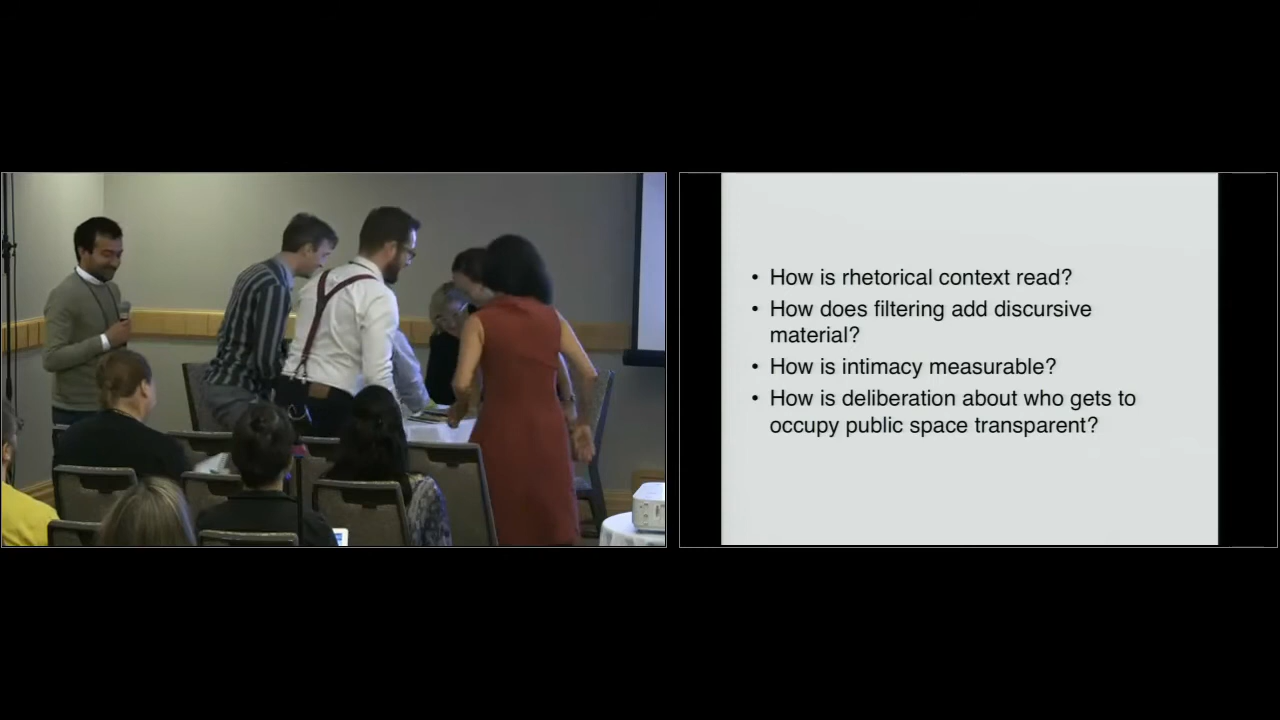 • How is rhetorical context read?
• How does filtering add discursive
material?
• How is intimacy measurable?
• How is deliberation about who gets to
occupy public space transparent?